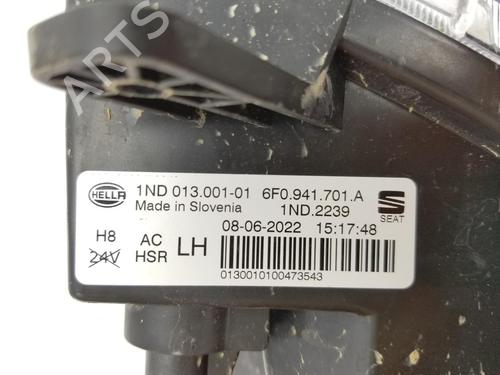 ARTS
HELLA 1ND 013.001-01 6F0.941.701.A
Made in Slovenia 1ND.2239
SEAT
08-06-2022 15:17:48
H8 AC LH
24V HSR
0130010100473543